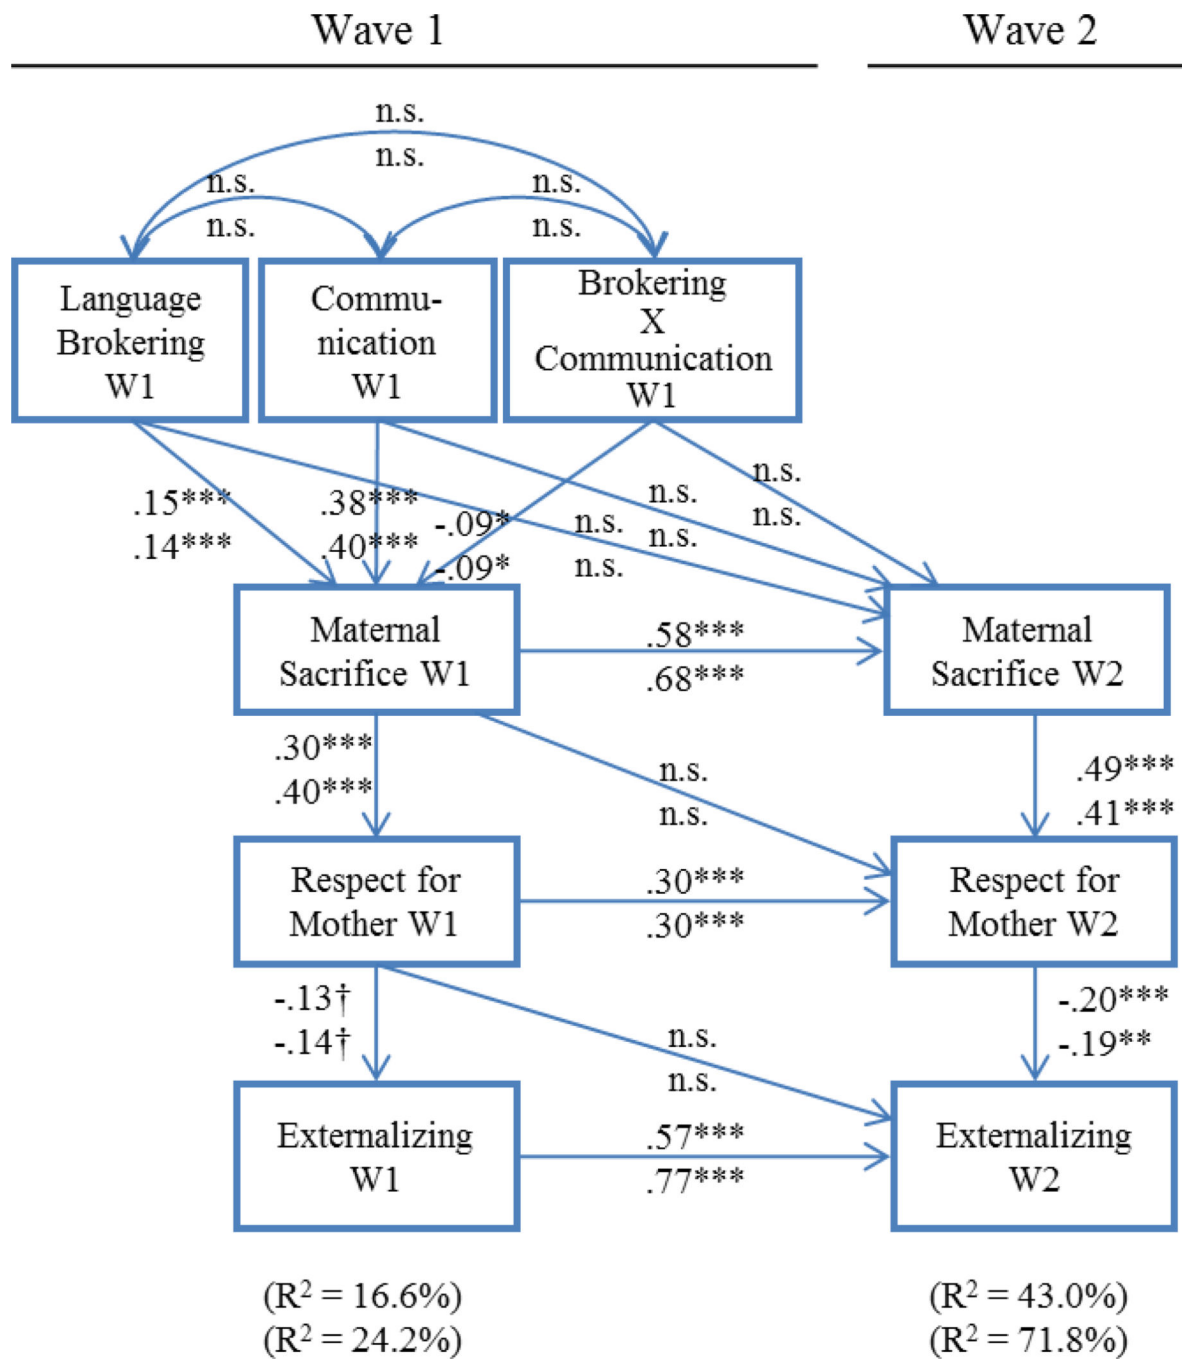 Wave 1
Wave 2
n.s.
n.s.
n.s.
n.s.
n.s.
n.s.
Language
Brokering
W1
Commu-
nication
W1
Brokering
X
Communication
W1
.15***
.14***
.38***
.40***
-.09*
-.09*
n.s.
n.s.
n.s.
n.s.
n.s.
n.s.
Maternal
Sacrifice W1
.58***
.68***
Maternal
Sacrifice W2
.30***
.40***
n.s.
n.s.
.49***
.41***
Respect for
Mother W1
.30***
.30***
Respect for
Mother W2
-.13†
-.14†
n.s.
n.s.
-.20***
-.19**
Externalizing
W1
.57***
.77***
Externalizing
W2
(R² = 16.6%)
(R² = 24.2%)
(R² = 43.0%)
(R² = 71.8%)